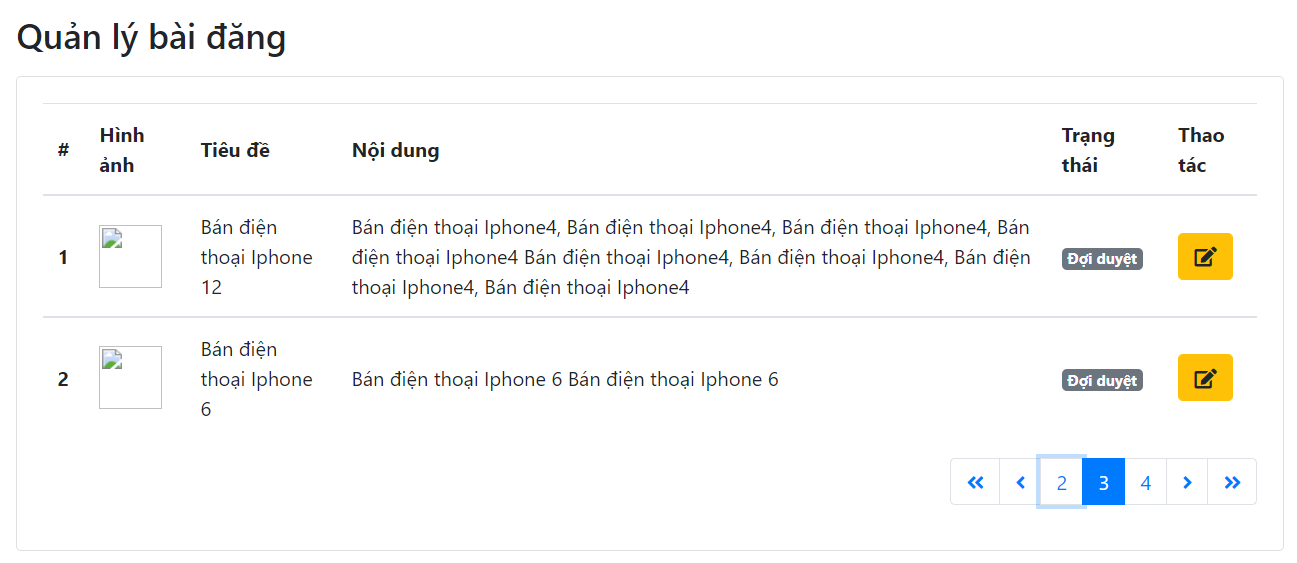 Quản lý bài đăng
# Hình ảnh Tiêu đề Nội dung Trạng thái Thao tác
1
Bán điện
thoại Iphone
12
Bán điện thoại Iphone4, Bán điện thoại Iphone4, Bán điện thoại Iphone4, Bán
điện thoại Iphone4 Bán điện thoại Iphone4, Bán điện thoại Iphone4, Bán điện
thoại Iphone4, Bán điện thoại Iphone4
Đợi duyệt
2
Bán điện
thoại Iphone
6
Bán điện thoại Iphone 6 Bán điện thoại Iphone 6
Đợi duyệt
« ‹ 2 3 4 › »